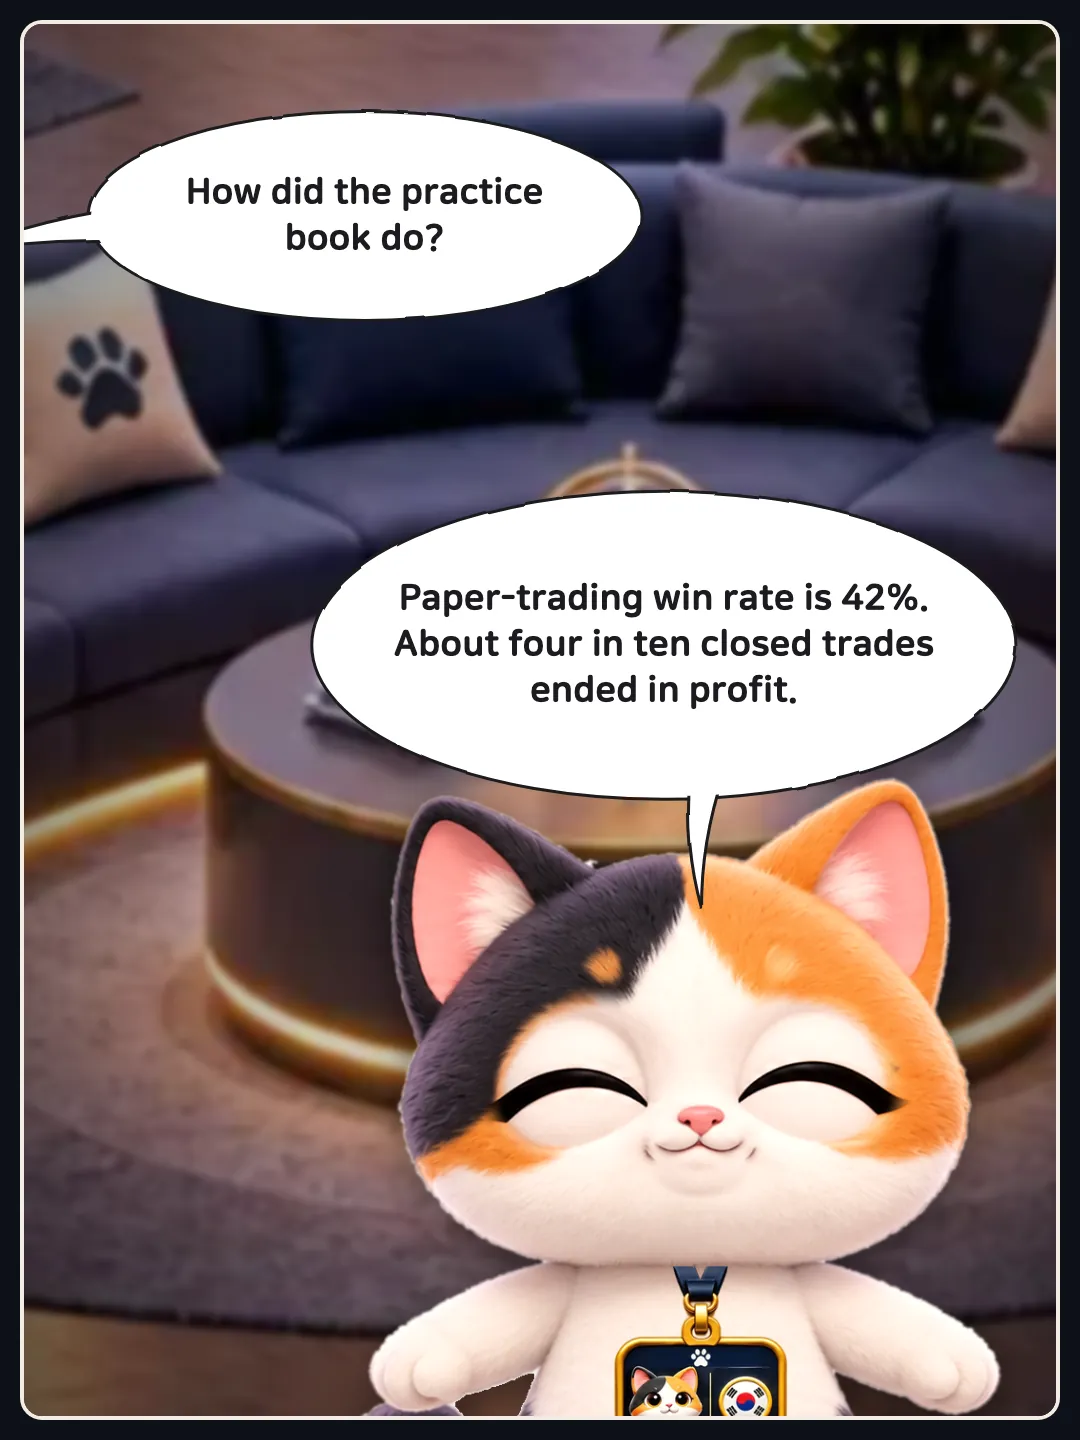 How did the practice
book do?
Paper-trading win rate is 42%.
About four in ten closed trades
ended in profit.